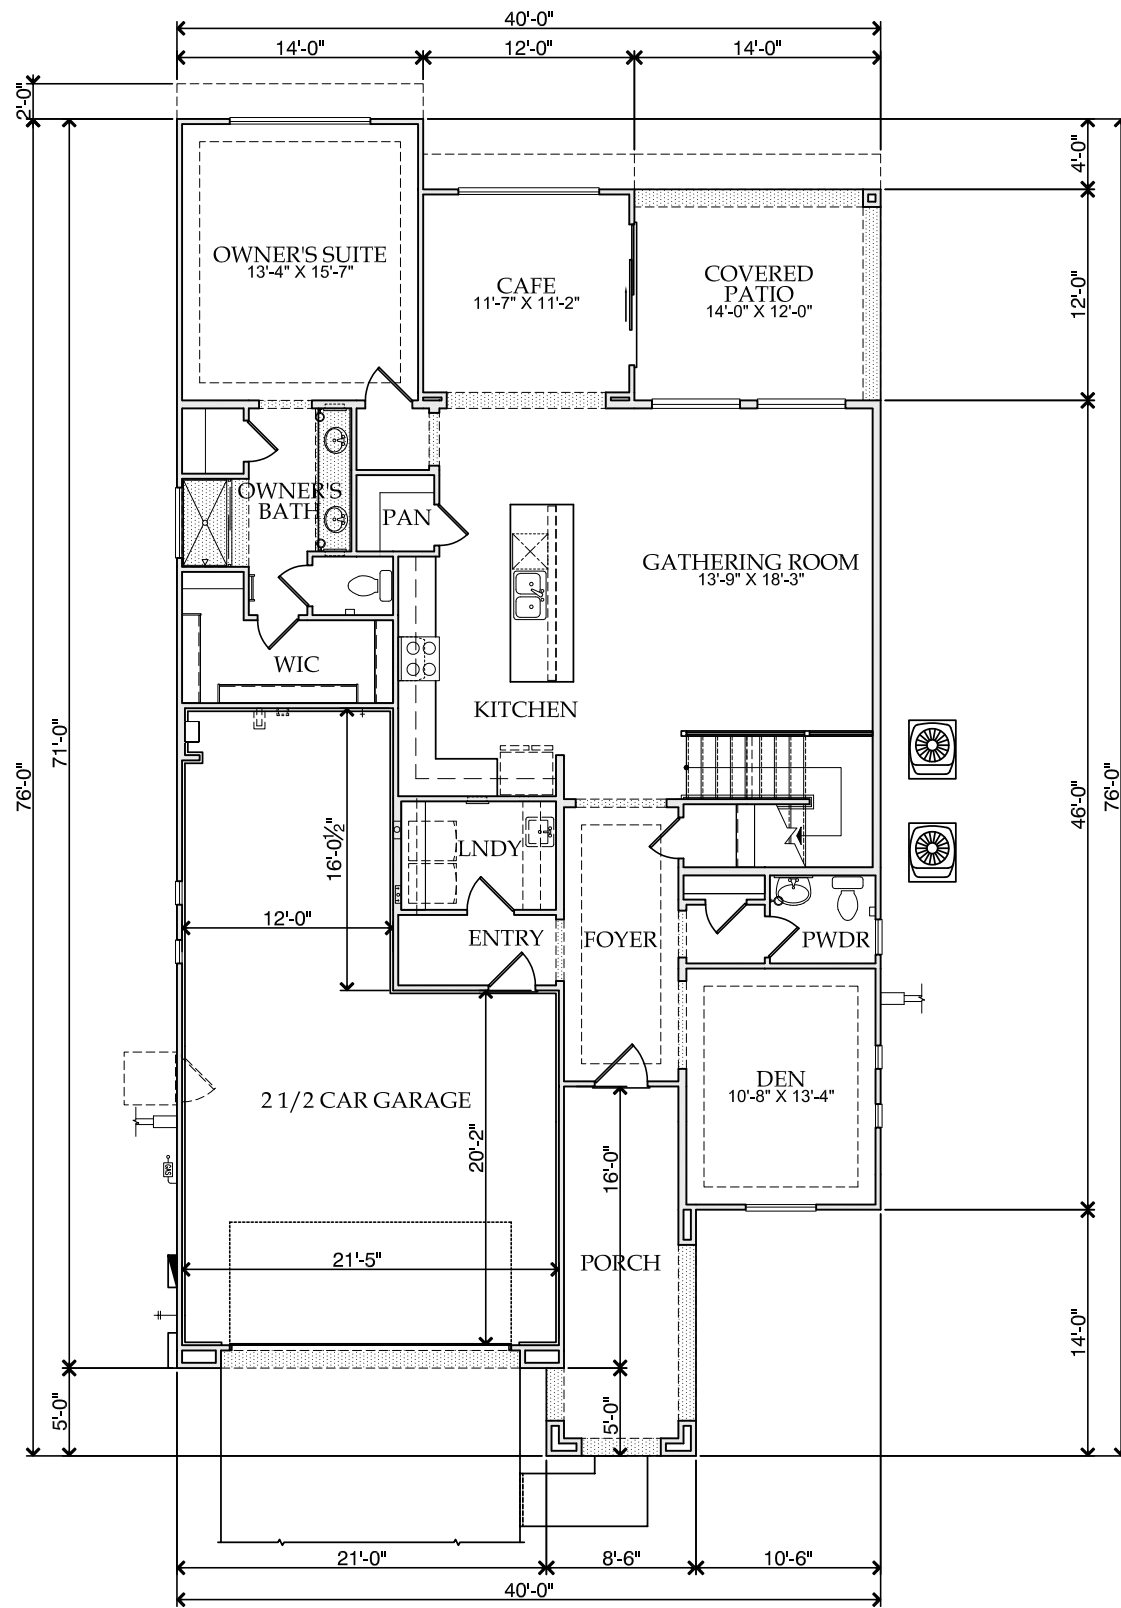 40'-0"
14'-0"
12'-0"
14'-0"
2'-0"
4'-0"
OWNER'S SUITE
13'-4" X 15'-7"
CAFE
11'-7" X 11'-2"
COVERED
PATIO
14'-0" X 12'-0"
12'-0"
OWNER'S
BATH
PAN
GATHERING ROOM
13'-9" X 18'-3"
WIC
KITCHEN
71'-0"
76'-0"
46'-0"
76'-0"
16'-0½"
LNDY
12'-0"
ENTRY
FOYER
PWDR
DEN
10'-8" X 13'-4"
2 1/2 CAR GARAGE
20'-2"
16'-0"
GAS
21'-5"
PORCH
14'-0"
5'-0"
5'-0"
21'-0"
8'-6"
10'-6"
40'-0"